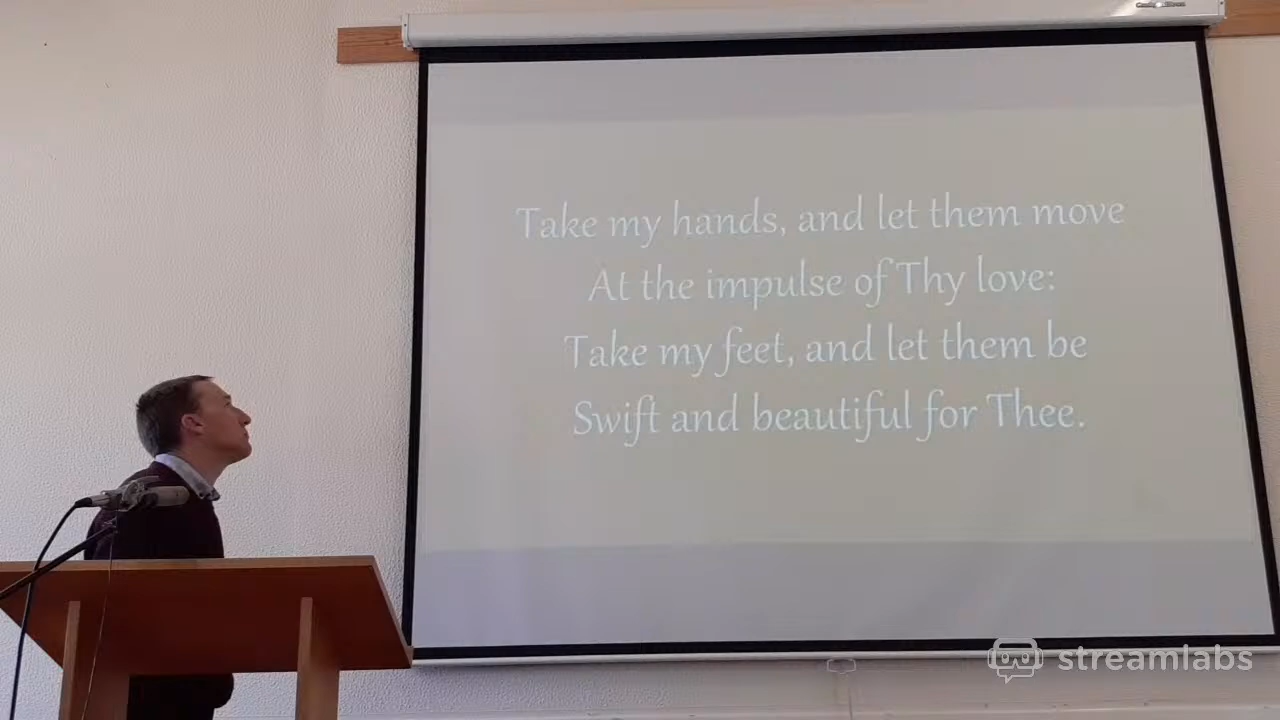 Take my hands, and let them move
At the impulse of Thy love:
Take my feet, and let them be
Swift and beautiful for Thee.
streamlabs